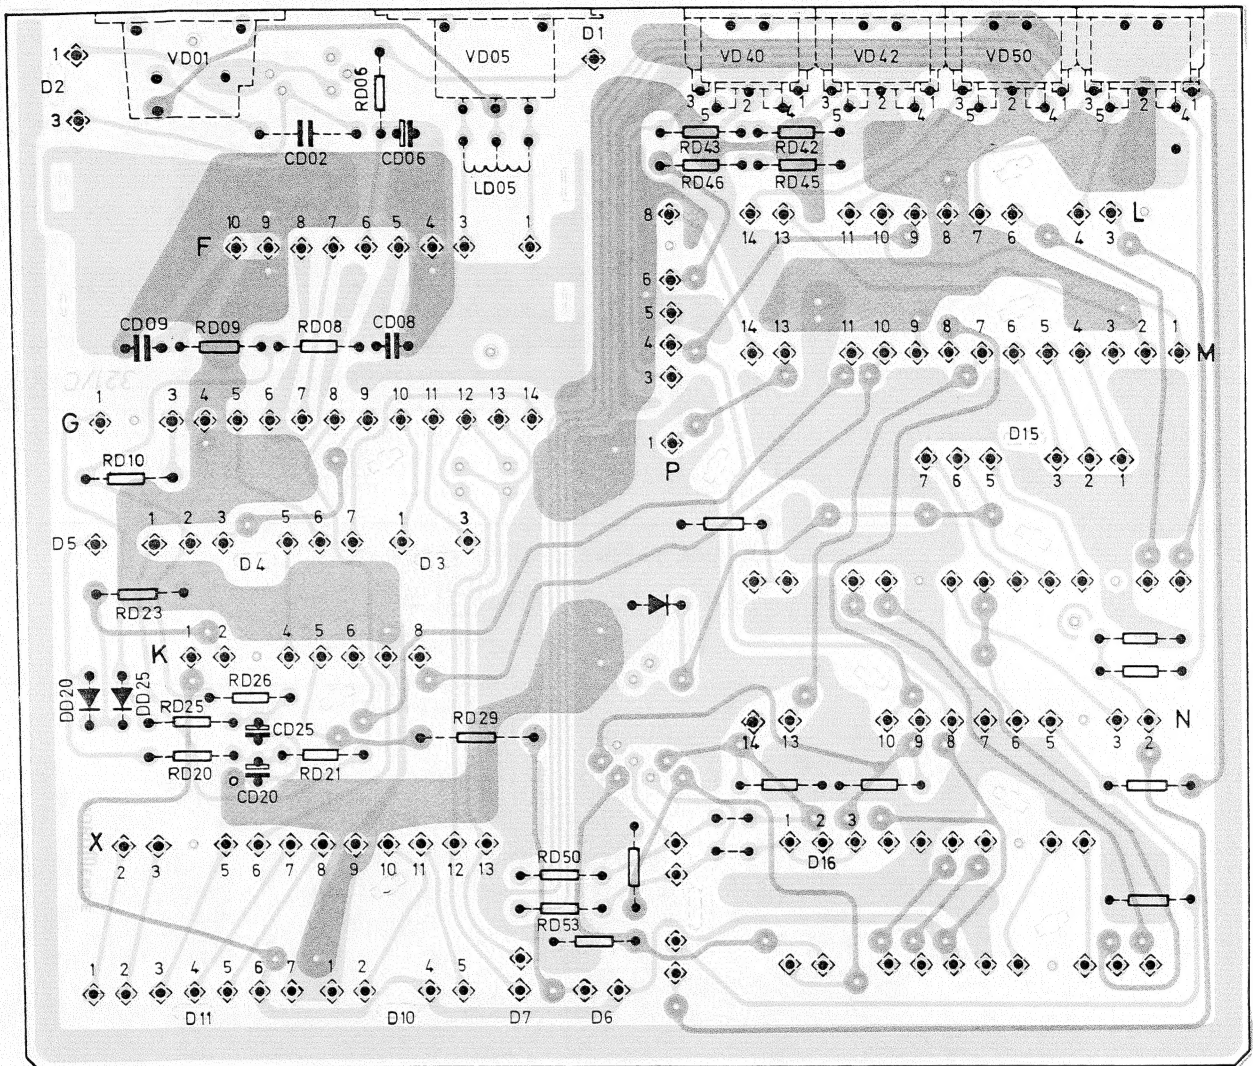 D1
1 VD01 VD05 VD40 VD42 VD50
D2
RD06
3
3 2 1 3 2 1 3 2 1 3 2 1
5 4 5 4 5 4 5 4
CD02 CD06 RD43 RD42
LD05 RD46 RD45
8 L
10 9 8 7 6 5 4 3 1
F
14 13 11 10 9 8 7 6 4 3
6
5
CD09 RD09 RD08 CD08
4 14 13 11 10 9 8 7 6 5 4 3 2 1 M
3
1 3 4 5 6 7 8 9 10 11 12 13 14
G
1 P
D15
RD10
7 6 5 3 2 1
1 2 3 5 6 7 1 3
D5 D4 D3
RD23
1 2 4 5 6 8
K
DD20 DD25
RD26
RD25 CD25 RD29
14 13 10 9 8 7 6 5 3 2 N
RD20 RD21
CD20
1 2 3
X
2 3 5 6 7 8 9 10 11 12 13
D16
RD50
RD53
1 2 3 4 5 6 7 1 2 4 5
D11 D10 D7 D6